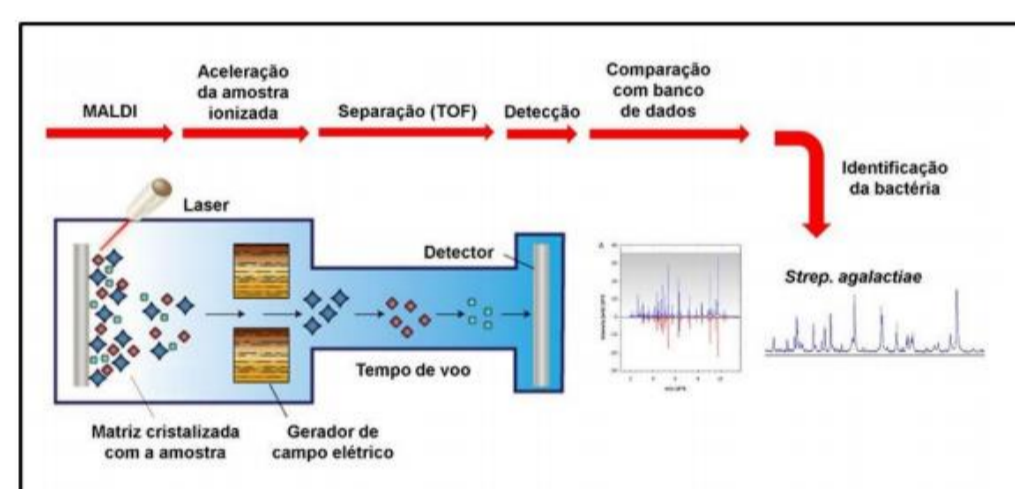 MALDI
Aceleração
da amostra
ionizada
Separação (TOF)
Detecção
Comparação
com banco
de dados
Identificação
da bactéria
Laser
Detector
Tempo de voo
Matriz cristalizada
com a amostra
Gerador de
campo elétrico
Strep. agalactiae